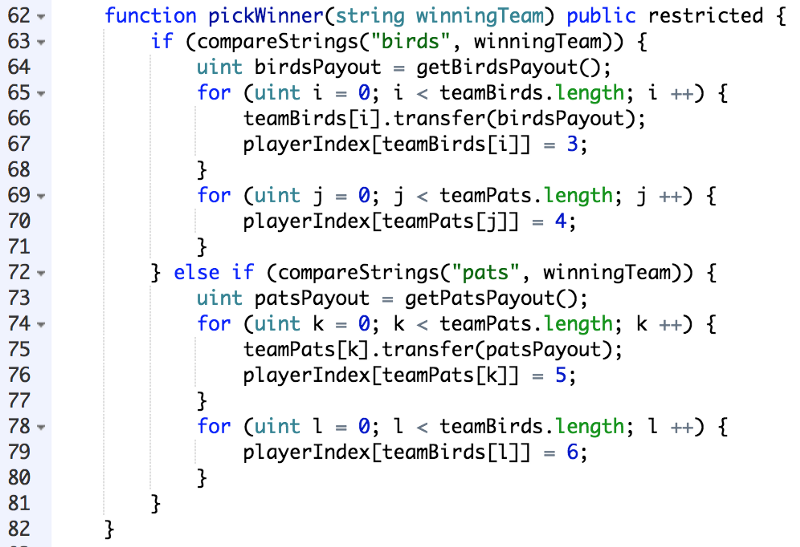 62 function pickWinner(string winningTeam) public restricted {
63 if (compareStrings("birds", winningTeam)) {
64 uint birdsPayout = getBirdsPayout();
65 for (uint i = 0; i < teamBirds.length; i ++) {
66 teamBirds[i].transfer(birdsPayout);
67 playerIndex[teamBirds[i]] = 3;
68 }
69 for (uint j = 0; j < teamPats.length; j ++) {
70 playerIndex[teamPats[j]] = 4;
71 }
72 } else if (compareStrings("pats", winningTeam)) {
73 uint patsPayout = getPatsPayout();
74 for (uint k = 0; k < teamPats.length; k ++) {
75 teamPats[k].transfer(patsPayout);
76 playerIndex[teamPats[k]] = 5;
77 }
78 for (uint l = 0; l < teamBirds.length; l ++) {
79 playerIndex[teamBirds[l]] = 6;
80 }
81 }
82 }